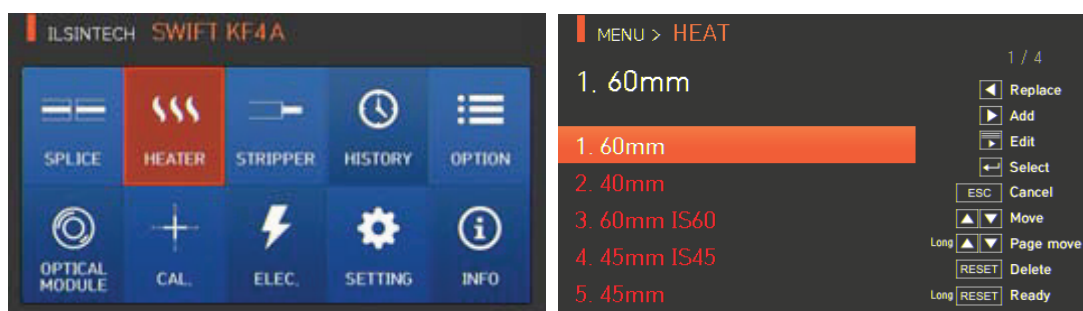 ILSINTECH SWIFT KF4A
SPLICE HEATER STRIPPER HISTORY OPTION
OPTICAL MODULE CAL. ELEC. SETTING INFO
MENU > HEAT
1 / 4
1. 60mm
Replace
Add
1. 60mm
Edit
Select
2. 40mm
ESC Cancel
3. 60mm IS60
Move
4. 45mm IS45
Long Page move
RESET Delete
5. 45mm
Long RESET Ready